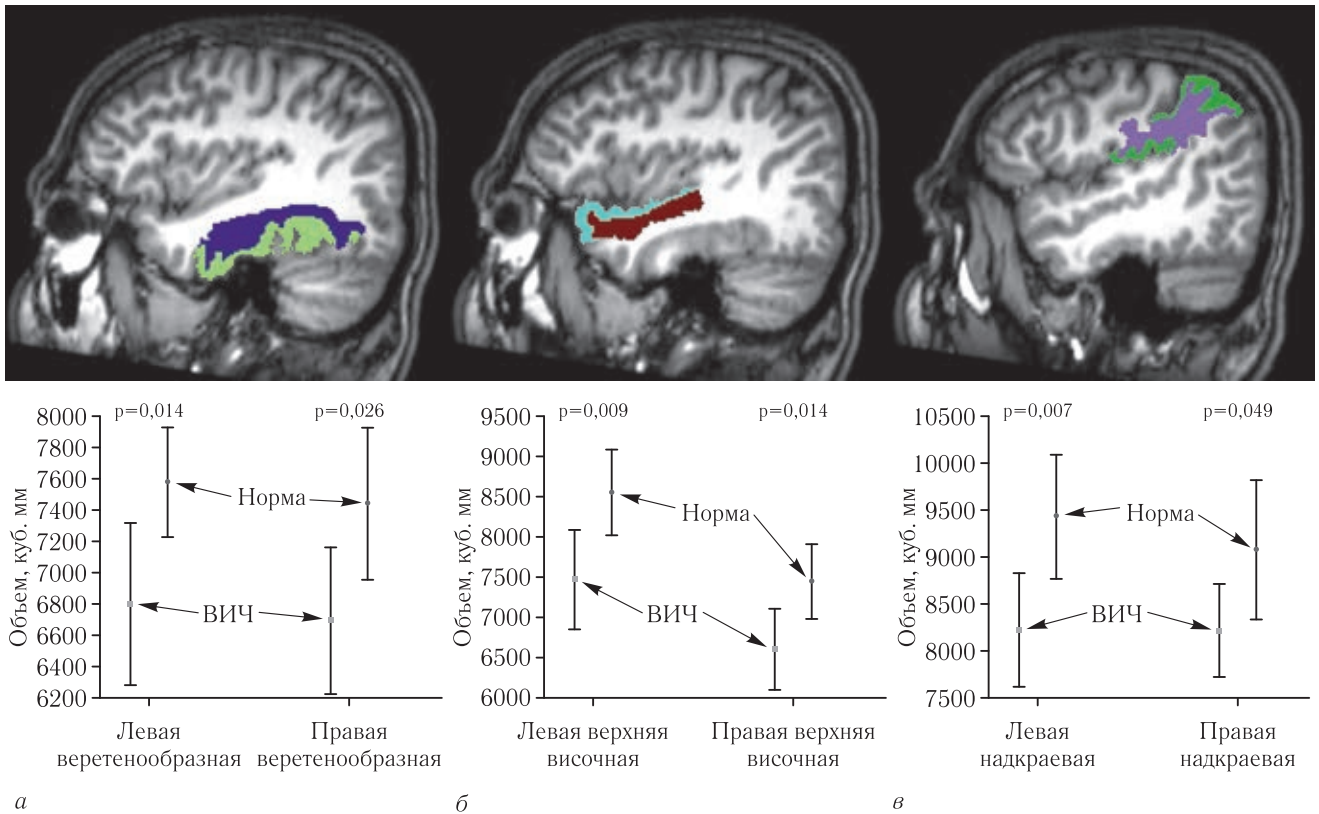 p=0,014
p=0,026
8000
7800
7600
7400
7200
7000
6800
6600
6400
6200
Объем, куб. мм
Норма
ВИЧ
Левая
веретенообразная
Правая
веретенообразная
а
p=0,009
p=0,014
9500
9000
8500
8000
7500
7000
6500
6000
Объем, куб. мм
Норма
ВИЧ
Левая верхняя
височная
Правая верхняя
височная
б
p=0,007
p=0,049
10500
10000
9500
9000
8500
8000
7500
Объем, куб. мм
Норма
ВИЧ
Левая
надкраевая
Правая
надкраевая
в